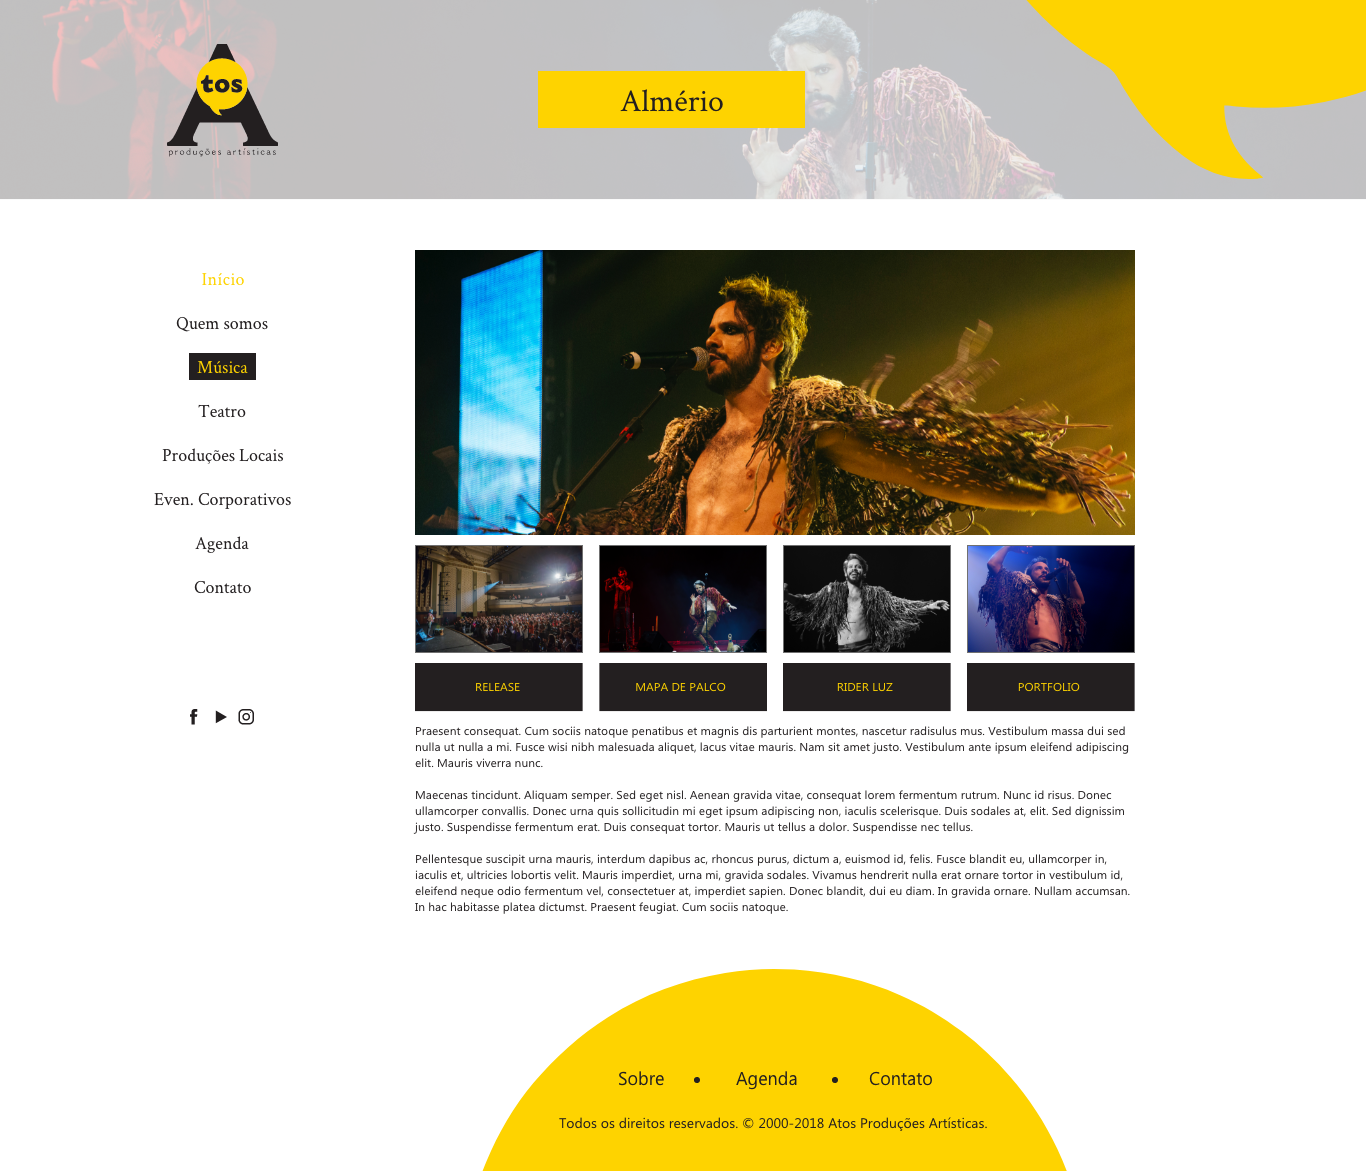 tos
produções artísticas
Almério
Início
Quem somos
Música
Teatro
Produções Locais
Even. Corporativos
Agenda
Contato
RELEASE
MAPA DE PALCO
RIDER LUZ
PORTFOLIO
Praesent consequat. Cum sociis natoque penatibus et magnis dis parturient montes, nascetur radisulus mus. Vestibulum massa dui sed
nulla ut nulla a mi. Fusce wisi nibh malesuada aliquet, lacus vitae mauris. Nam sit amet justo. Vestibulum ante ipsum eleifend adipiscing
elit. Mauris viverra nunc.
Maecenas tincidunt. Aliquam semper. Sed eget nisl. Aenean gravida vitae, consequat lorem fermentum rutrum. Nunc id risus. Donec
ullamcorper convallis. Donec urna quis sollicitudin mi eget ipsum adipiscing non, iaculis scelerisque. Duis sodales at, elit. Sed dignissim
justo. Suspendisse fermentum erat. Duis consequat tortor. Mauris ut tellus a dolor. Suspendisse nec tellus.
Pellentesque suscipit urna mauris, interdum dapibus ac, rhoncus purus, dictum a, euismod id, felis. Fusce blandit eu, ullamcorper in,
iaculis et, ultricies lobortis velit. Mauris imperdiet, urna mi, gravida sodales. Vivamus hendrerit nulla erat ornare tortor in vestibulum id,
eleifend neque odio fermentum vel, consectetuer at, imperdiet sapien. Donec blandit, dui eu diam. In gravida ornare. Nullam accumsan.
In hac habitasse platea dictumst. Praesent feugiat. Cum sociis natoque.
Sobre • Agenda • Contato
Todos os direitos reservados. © 2000-2018 Atos Produções Artísticas.